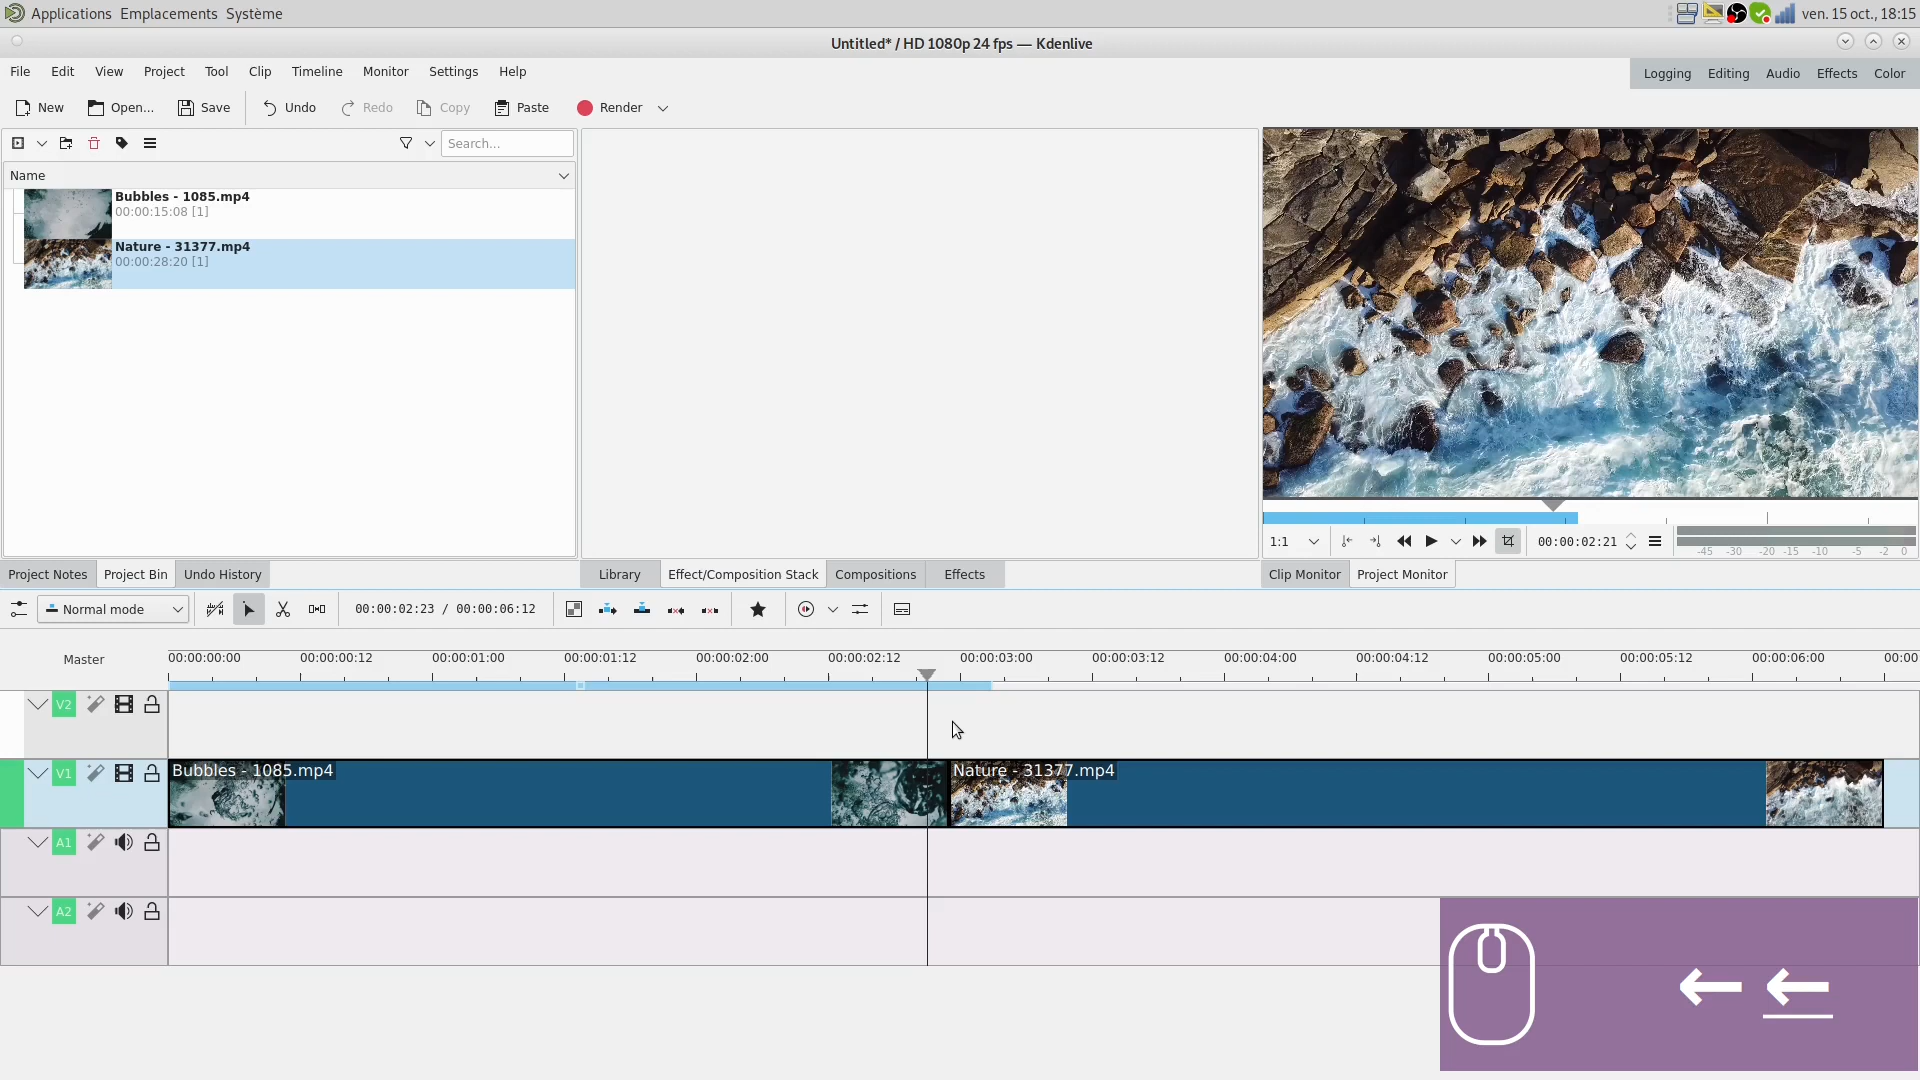 Applications Emplacements Système
ven. 15 oct., 18:15
Untitled* / HD 1080p 24 fps — Kdenlive
File Edit View Project Tool Clip Timeline Monitor Settings Help
Logging Editing Audio Effects Color
New Open... Save Undo Redo Copy Paste Render
Search...
Name
Bubbles - 1085.mp4
00:00:15:08 [1]
Nature - 31377.mp4
00:00:28:20 [1]
1:1
00:00:02:21
-45 -30 -20 -15 -10 -5 -2 0
Project Notes Project Bin Undo History
Library Effect/Composition Stack Compositions Effects
Clip Monitor Project Monitor
Normal mode
00:00:02:23 / 00:00:06:12
Master
00:00:00:00 00:00:00:12 00:00:01:00 00:00:01:12 00:00:02:00 00:00:02:12 00:00:03:00 00:00:03:12 00:00:04:00 00:00:04:12 00:00:05:00 00:00:05:12 00:00:06:00 00:00
V2
V1
Bubbles - 1085.mp4
Nature - 31377.mp4
A1
A2